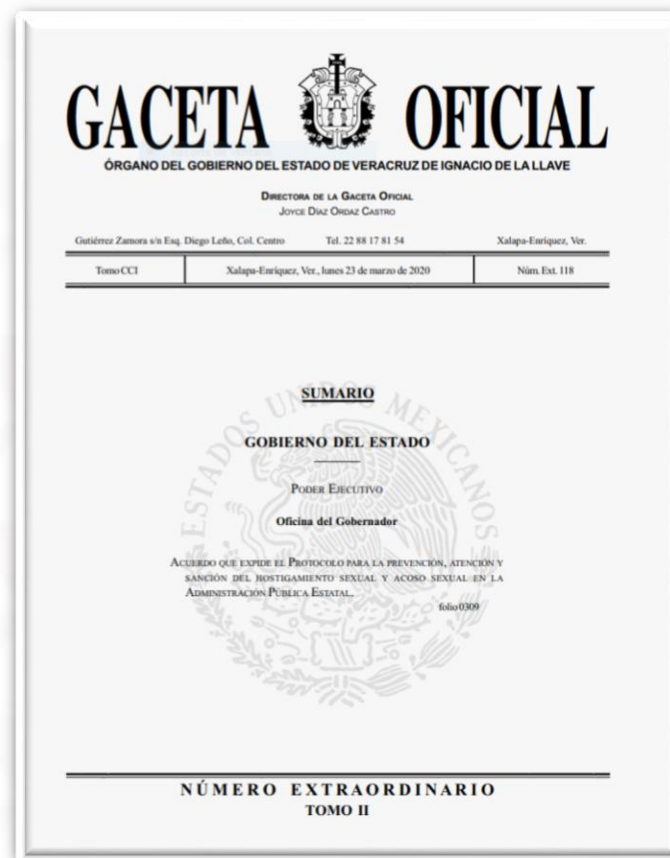 GACETA OFICIAL
ÓRGANO DEL GOBIERNO DEL ESTADO DE VERACRUZ DE IGNACIO DE LA LLAVE
DIRECTORA DE LA GACETA OFICIAL
JOYCE DÍAZ ORDAZ CASTRO
Gutiérrez Zamora s/n Esq. Diego Leño, Col. Centro Tel. 22 88 17 81 54 Xalapa-Enríquez, Ver.
Tomo CCI Xalapa-Enríquez, Ver., lunes 23 de marzo de 2020 Núm. Ext. 118
SUMARIO
GOBIERNO DEL ESTADO
PODER EJECUTIVO
Oficina del Gobernador
ACUERDO QUE EXPIDE EL PROTOCOLO PARA LA PREVENCIÓN, ATENCIÓN Y
SANCIÓN DEL HOSTIGAMIENTO SEXUAL Y ACOSO SEXUAL EN LA
ADMINISTRACIÓN PÚBLICA ESTATAL.
folio 0309
ESTADOS UNIDOS MEXICANOS
NÚMERO EXTRAORDINARIO
TOMO II